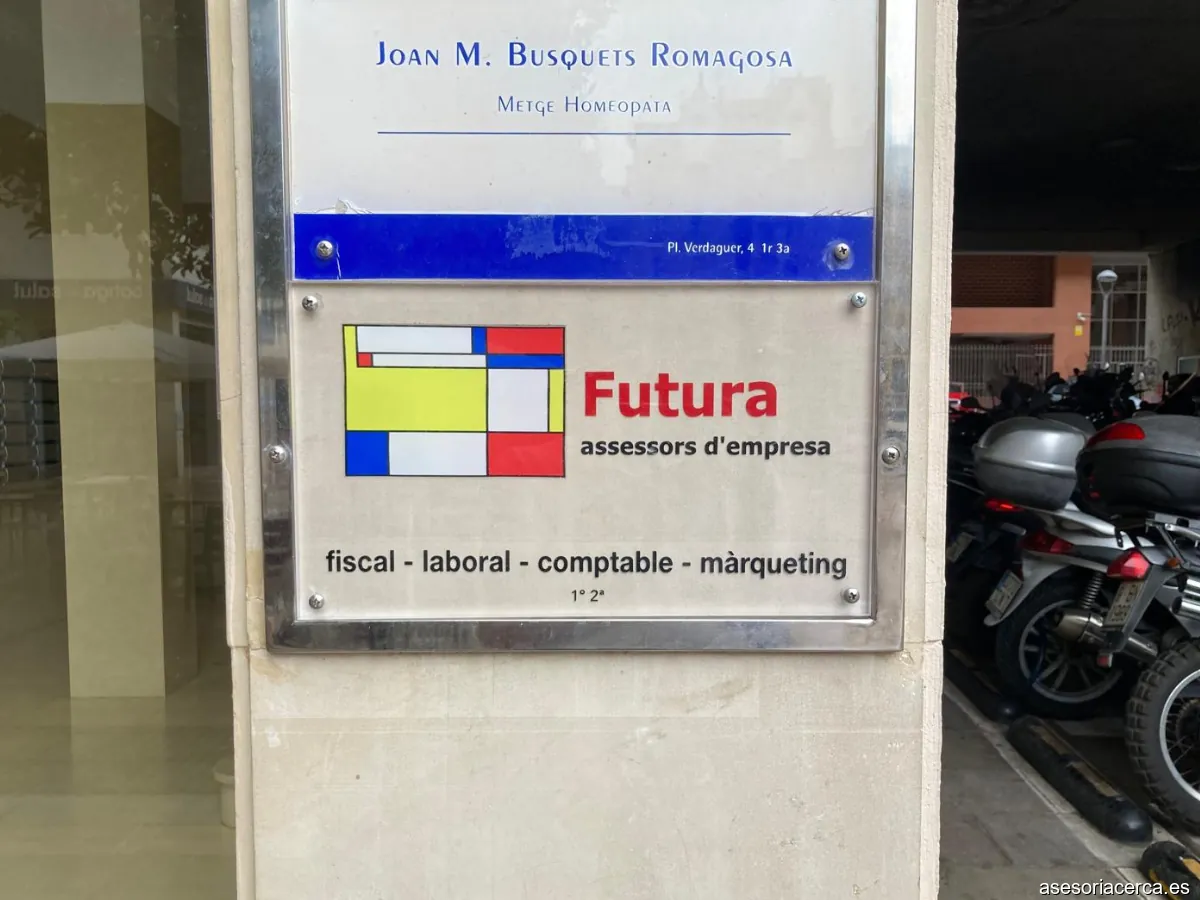 Joan M. Busquets Romagosa
Metge Homeopata
Pl. Verdaguer, 4 1r 3a
Futura
assessors d'empresa
fiscal - laboral - comptable - màrqueting
1° 2ª
asesoriacerca.es